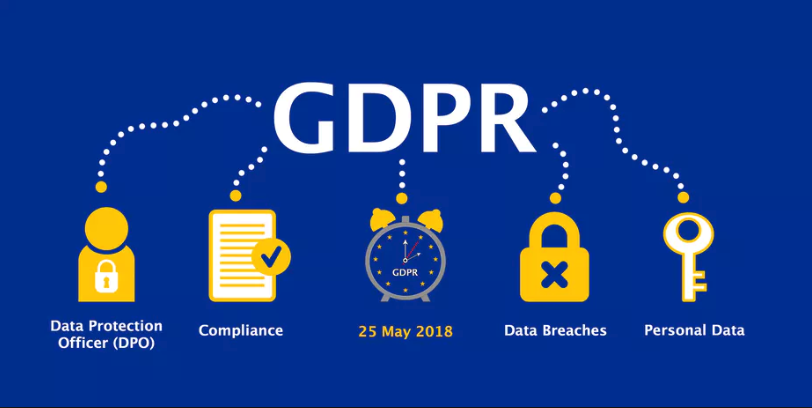 GDPR
GDPR
Data Protection
Officer (DPO)
Compliance
25 May 2018
Data Breaches
Personal Data